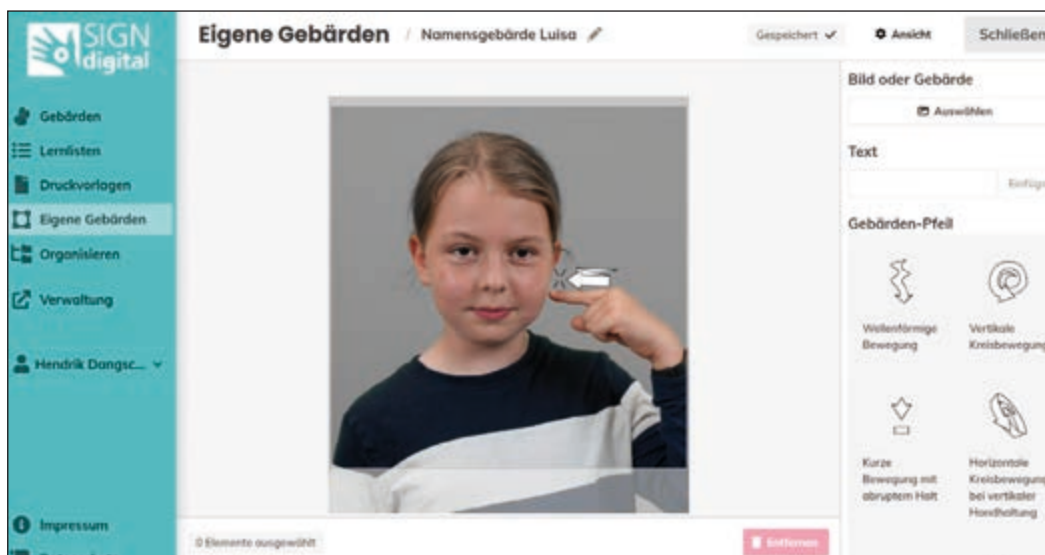 SIGN
digital
Gebärden
Lernlisten
Druckvorlagen
Eigene Gebärden
Organisieren
Verwaltung
Hendrik Dangsc...
Impressum
Eigene Gebärden / Namensgebärde Luisa
Gespeichert
Ansicht
Schließen
0 Elemente ausgewählt
Entfernen
Bild oder Gebärde
Auswählen
Text
Einfüge
Gebärden-Pfeil
Wellenförmige
Bewegung
Vertikale
Kreisbewegung
Kurze
Bewegung mit
abruptem Halt
Horizontale
Kreisbewegung
bei vertikaler
Handhaltung